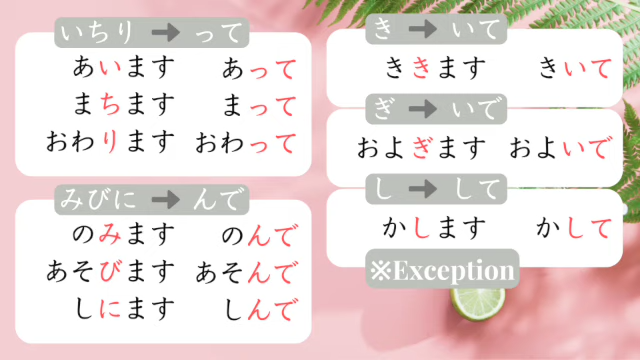 いちり → って
あいます あって
まちます まって
おわります おわって
みびに → んで
のみます のんで
あそびます あそんで
しにます しんで
き → いて
ききます きいて
ぎ → いで
およぎます およいで
し → して
かします かして
※Exception